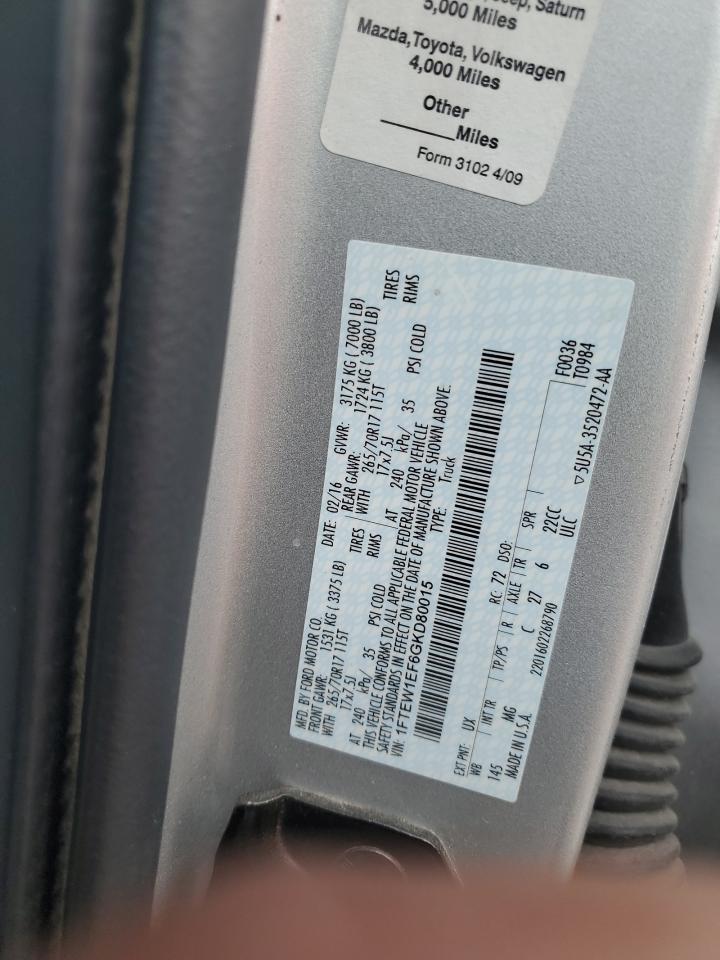 Saturn
5,000 Miles
Mazda,Toyota, Volkswagen
4,000 Miles
Other
______Miles
Form 3102 4/09
MFD. BY FORD MOTOR CO.
DATE: 02/16 GVWR: 3175 KG ( 7000 LB)
FRONT GAWR: 1531 KG ( 3375 LB) REAR GAWR: 1724 KG ( 3800 LB)
WITH 265/70R17 115T TIRES WITH 265/70R17 115T TIRES
17x7.5J RIMS 17x7.5J RIMS
AT 240 kPa/ 35 PSI COLD AT 240 kPa/ 35 PSI COLD
THIS VEHICLE CONFORMS TO ALL APPLICABLE FEDERAL MOTOR VEHICLE
SAFETY STANDARDS IN EFFECT ON THE DATE OF MANUFACTURE SHOWN ABOVE.
VIN: 1FTEW1EF6GKD80015 TYPE: Truck
EXT PNT: UX RC: 72 DSO: F0036
WB INT TR TP/PS R AXLE TR SPR T0984
145 MG C 27 6 22CC
MADE IN U.S.A. 2201602268790 ULC ▽5U5A-3520472-AA